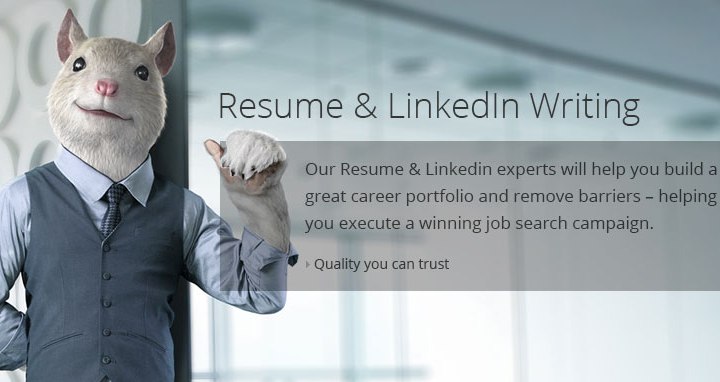 Resume & LinkedIn Writing
Our Resume & Linkedin experts will help you build a
great career portfolio and remove barriers – helping
you execute a winning job search campaign.
Quality you can trust